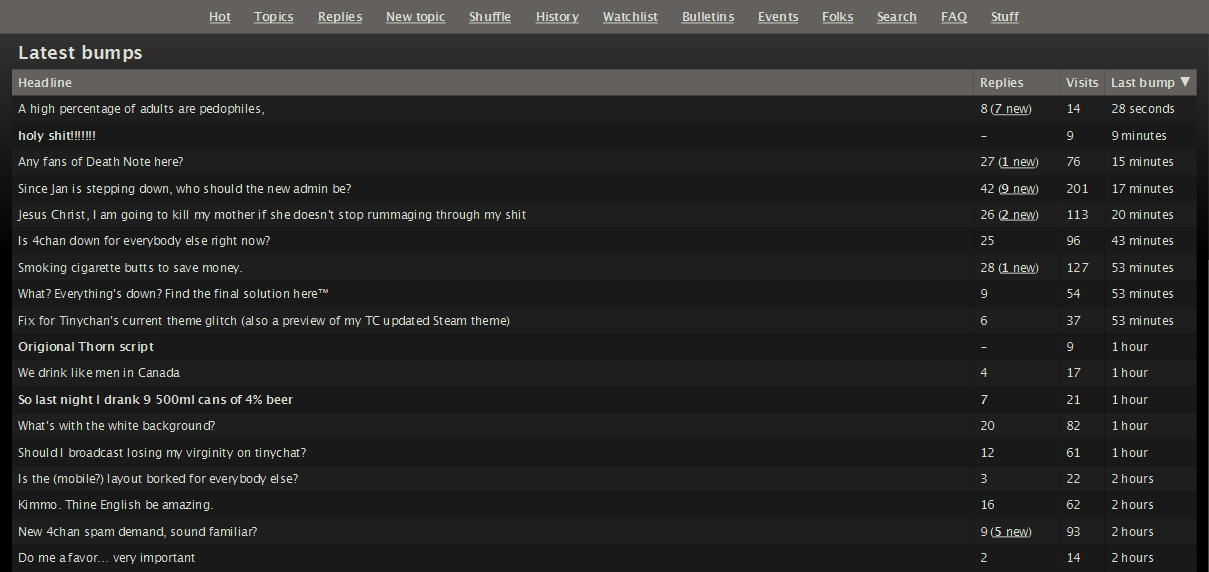 Hot Topics Replies New topic Shuffle History Watchlist Bulletins Events Folks Search FAQ Stuff
Latest bumps
Headline Replies Visits Last bump ▼
A high percentage of adults are pedophiles, 8 (7 new) 14 28 seconds
holy shit!!!!!!! – 9 9 minutes
Any fans of Death Note here? 27 (1 new) 76 15 minutes
Since Jan is stepping down, who should the new admin be? 42 (9 new) 201 17 minutes
Jesus Christ, I am going to kill my mother if she doesn't stop rummaging through my shit 26 (2 new) 113 20 minutes
Is 4chan down for everybody else right now? 25 96 43 minutes
Smoking cigarette butts to save money. 28 (1 new) 127 53 minutes
What? Everything's down? Find the final solution here™ 9 54 53 minutes
Fix for Tinychan's current theme glitch (also a preview of my TC updated Steam theme) 6 37 53 minutes
Origional Thorn script – 9 1 hour
We drink like men in Canada 4 17 1 hour
So last night I drank 9 500ml cans of 4% beer 7 21 1 hour
What's with the white background? 20 82 1 hour
Should I broadcast losing my virginity on tinychat? 12 61 1 hour
Is the (mobile?) layout borked for everybody else? 3 22 2 hours
Kimmo. Thine English be amazing. 16 62 2 hours
New 4chan spam demand, sound familiar? 9 (5 new) 93 2 hours
Do me a favor... very important 2 14 2 hours